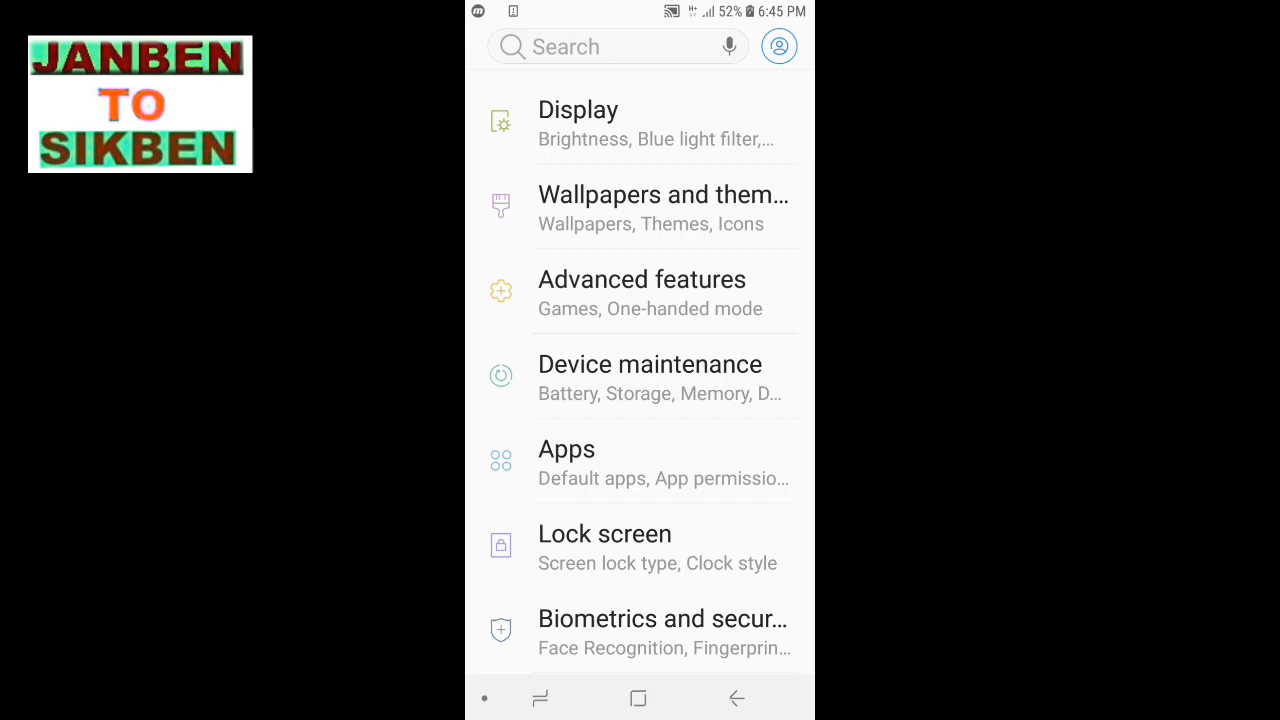 JANBEN
TO
SIKBEN
52% 6:45 PM
Search
Display
Brightness, Blue light filter,...
Wallpapers and them...
Wallpapers, Themes, Icons
Advanced features
Games, One-handed mode
Device maintenance
Battery, Storage, Memory, D...
Apps
Default apps, App permissio...
Lock screen
Screen lock type, Clock style
Biometrics and secur...
Face Recognition, Fingerprin...